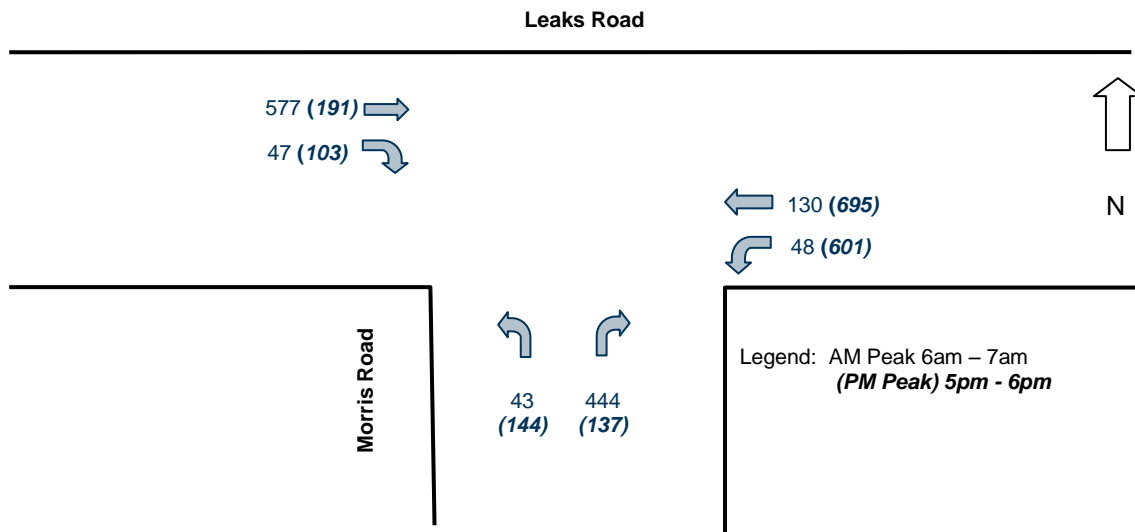 Leaks Road
577 (191)
47 (103)
130 (695)
N
48 (601)
Morris Road
Legend: AM Peak 6am – 7am
(PM Peak) 5pm - 6pm
43
(144)
444
(137)